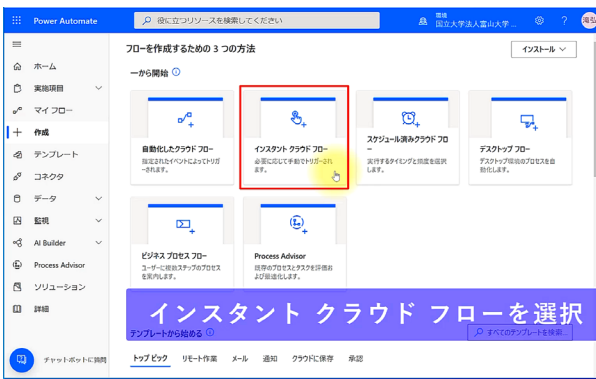 Power Automate
役に立つリソースを検索してください
環境
国立大学法人富山大学 ...
?
フローを作成するための 3 つの方法
インストール
一から開始
ホーム
実施項目
マイ フロー
作成
テンプレート
コネクタ
データ
監視
AI Builder
Process Advisor
ソリューション
詳細
チャットボットに質問
自動化したクラウド フロー
指定されたイベントによってトリガ
ーされます。
インスタント クラウド フロー
必要に応じて手動でトリガーされ
ます。
スケジュール済みクラウド フロ
ー
実行するタイミングと頻度を選択
します。
デスクトップ フロー
デスクトップ環境のプロセスを自
動化します。
ビジネス プロセス フロー
ユーザーに複数ステップのプロセス
を案内します。
Process Advisor
既存のプロセスとタスクを評価お
よび最適化します。
インスタント クラウド フローを選択
テンプレートから始める
すべてのテンプレートを検索...
トップ ピック
リモート作業
メール
通知
クラウドに保存
承認